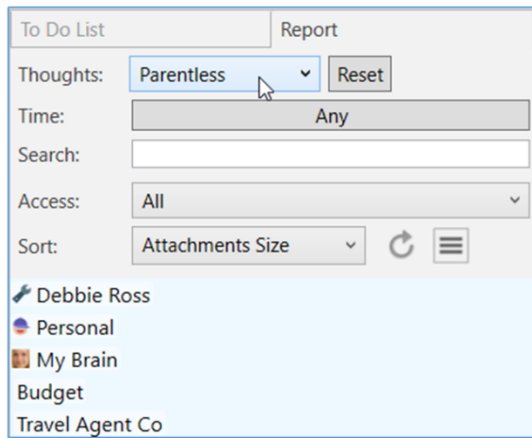 To Do List Report
Thoughts: Parentless Reset
Time: Any
Search:
Access: All
Sort: Attachments Size
Debbie Ross
Personal
My Brain
Budget
Travel Agent Co